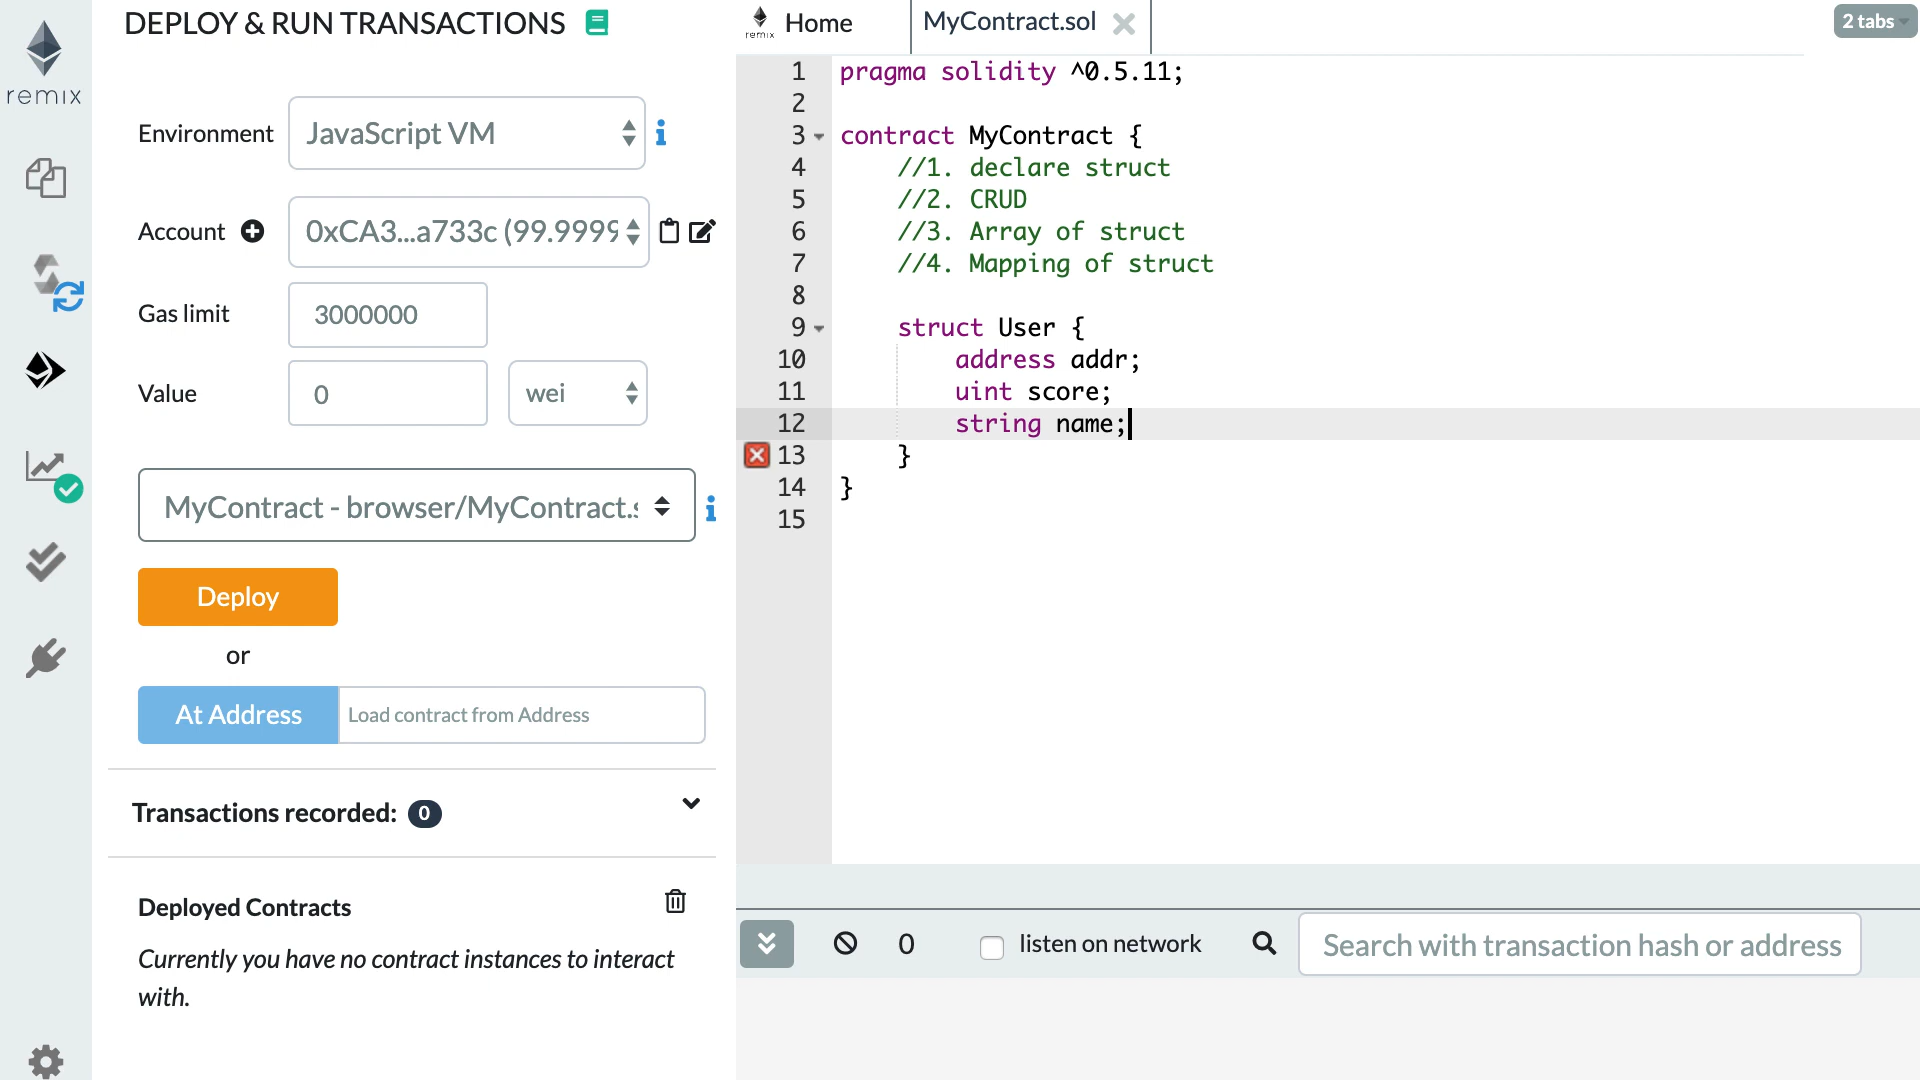 remix
DEPLOY & RUN TRANSACTIONS
Environment
JavaScript VM
Account
0xCA3...a733c (99.9999
Gas limit
3000000
Value
0
wei
MyContract - browser/MyContract.s
Deploy
or
At Address
Load contract from Address
Transactions recorded: 0
Deployed Contracts
Currently you have no contract instances to interact
with.
remix
Home
MyContract.sol
2 tabs
1 pragma solidity ^0.5.11;
2
3 contract MyContract {
4 //1. declare struct
5 //2. CRUD
6 //3. Array of struct
7 //4. Mapping of struct
8
9 struct User {
10 address addr;
11 uint score;
12 string name;
13 }
14 }
15
0
listen on network
Search with transaction hash or address